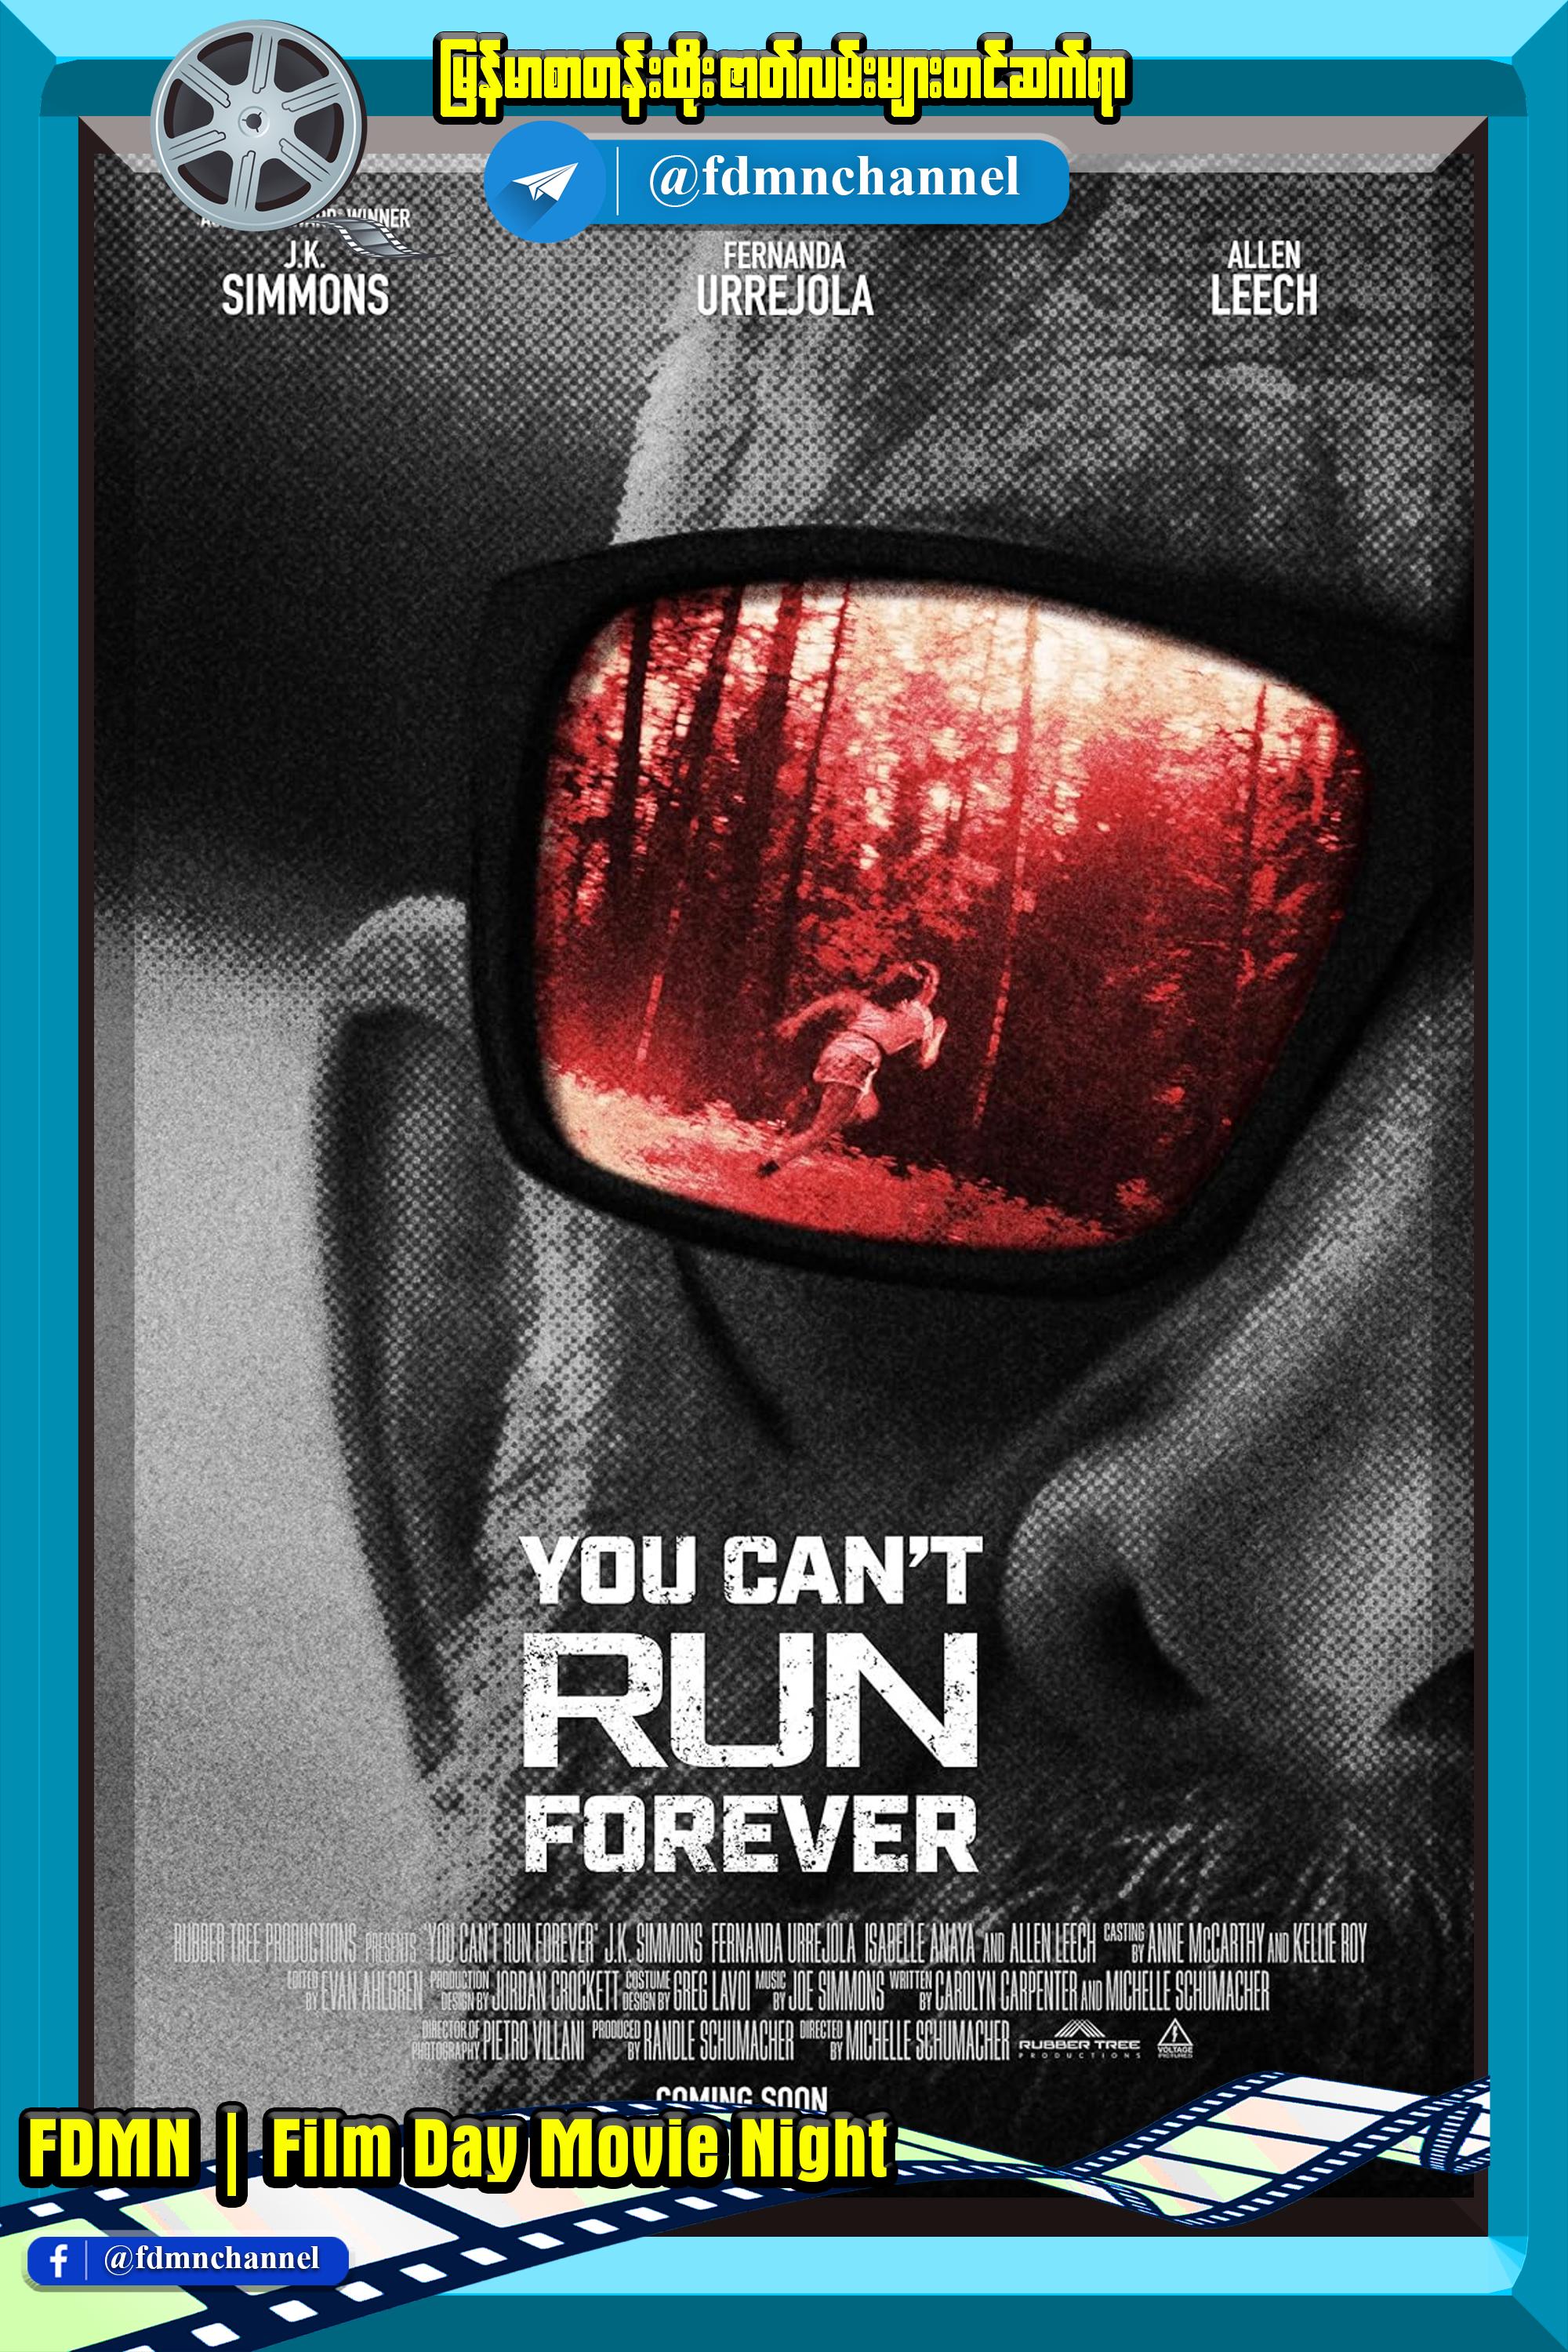 မြန်မာစာတန်းထိုး ဇာတ်လမ်းများတင်ဆက်ရာ
@fdmnchannel
WINNER
J.K.
SIMMONS
FERNANDA
URREJOLA
ALLEN
LEECH
YOU CAN'T
RUN
FOREVER
RUBBER TREE PRODUCTIONS PRESENTS "YOU CAN'T RUN FOREVER" J.K. SIMMONS FERNANDA URREJOLA ISABELLE ANAYA AND ALLEN LEECH CASTING BY ANNE McCARTHY AND KELLIE ROY
EDITED BY EVAN AHLGREN PRODUCTION DESIGN BY JORDAN CROCKETT COSTUME DESIGN BY GREG LAVOI MUSIC BY JOE SIMMONS WRITTEN BY CAROLYN CARPENTER AND MICHELLE SCHUMACHER
DIRECTOR OF PHOTOGRAPHY PIETRO VILLANI PRODUCED BY RANDLE SCHUMACHER DIRECTED BY MICHELLE SCHUMACHER RUBBER TREE PRODUCTIONS VOLTAGE PICTURES
COMING SOON
FDMN | Film Day Movie Night
@fdmnchannel